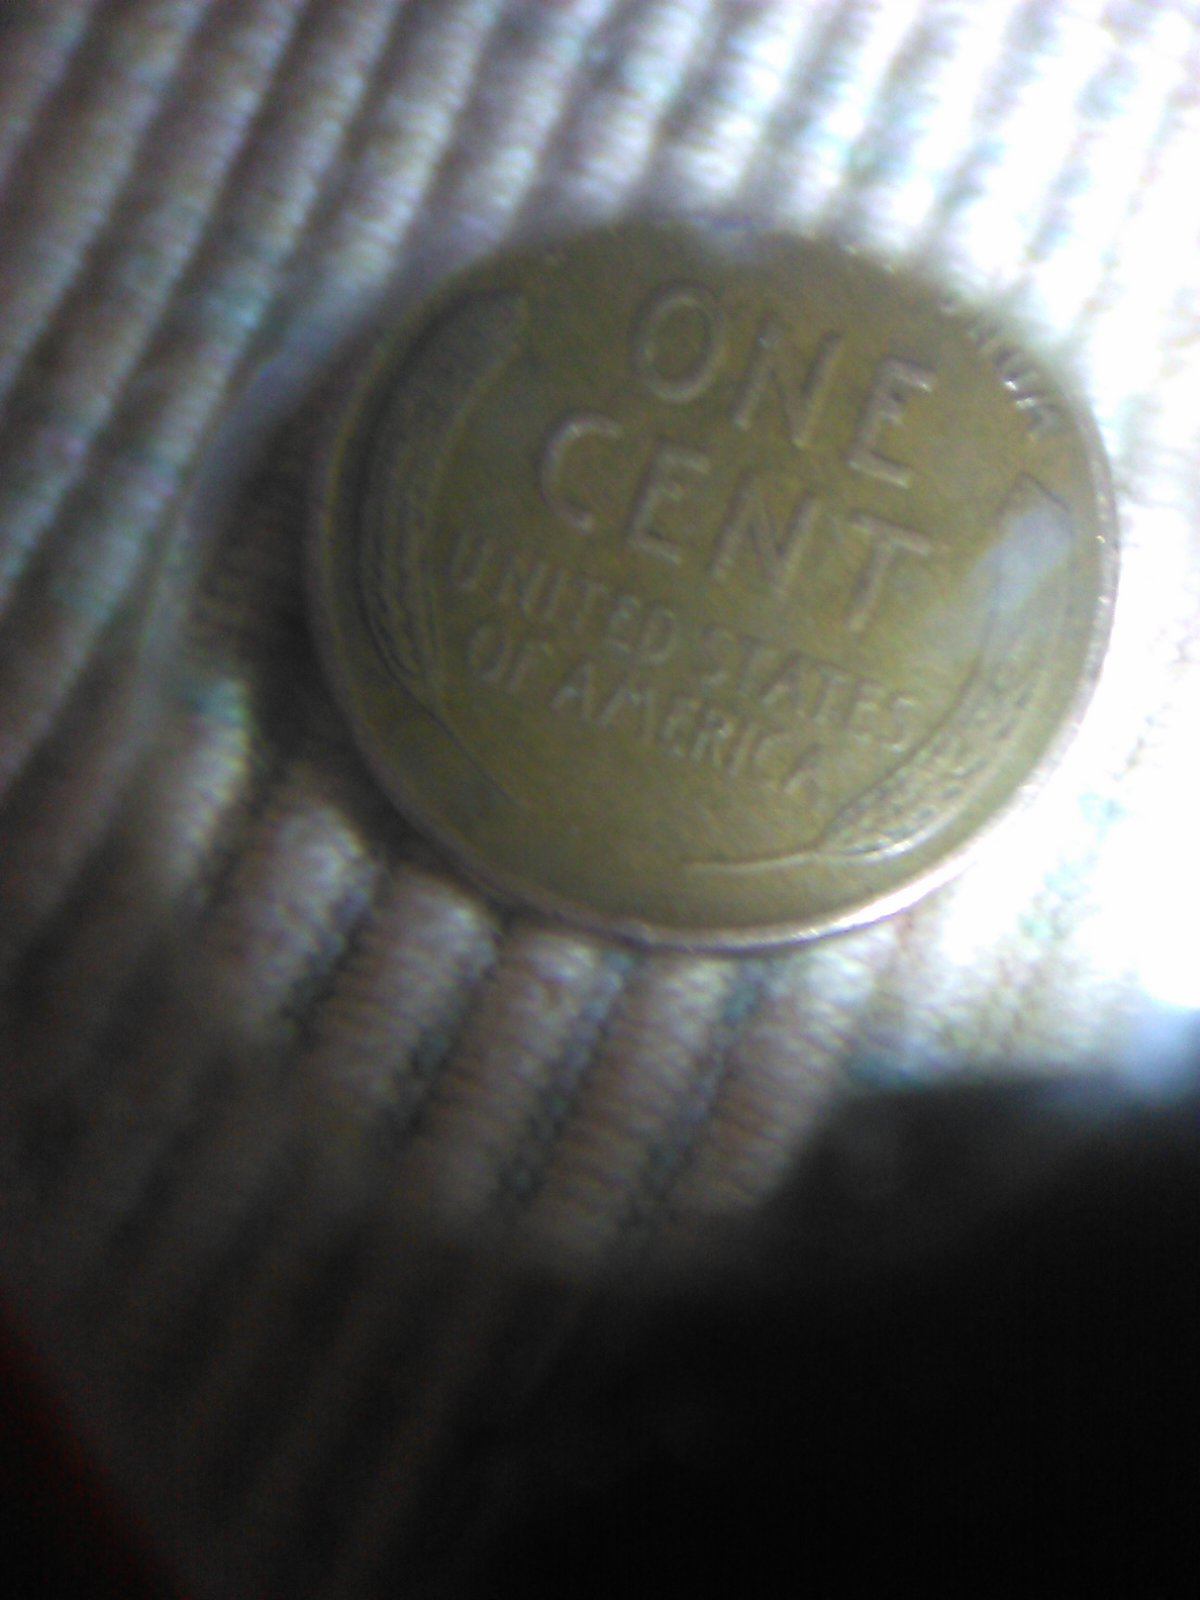 ONE
CENT
UNITED STATES
OF AMERICA